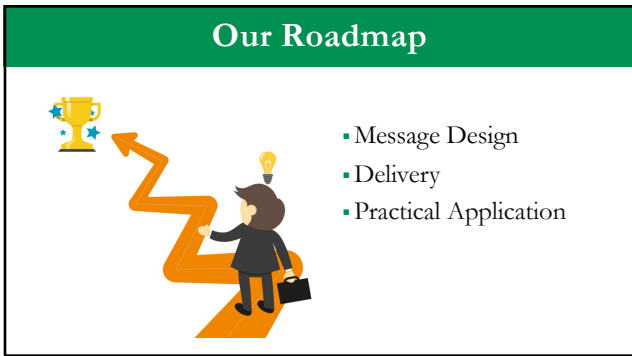 Our Roadmap
▪ Message Design
▪ Delivery
▪ Practical Application